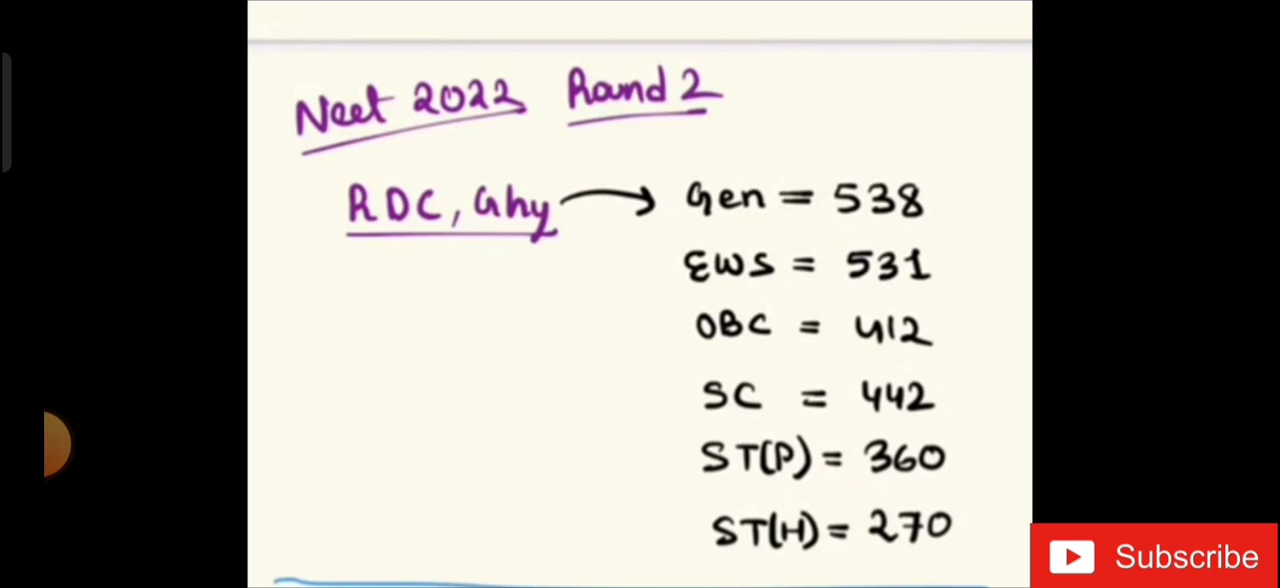 Neet 2022 Round 2
RDC, Ghy → Gen = 538
EWS = 531
OBC = 412
SC = 442
ST(P) = 360
ST(H) = 270
Subscribe